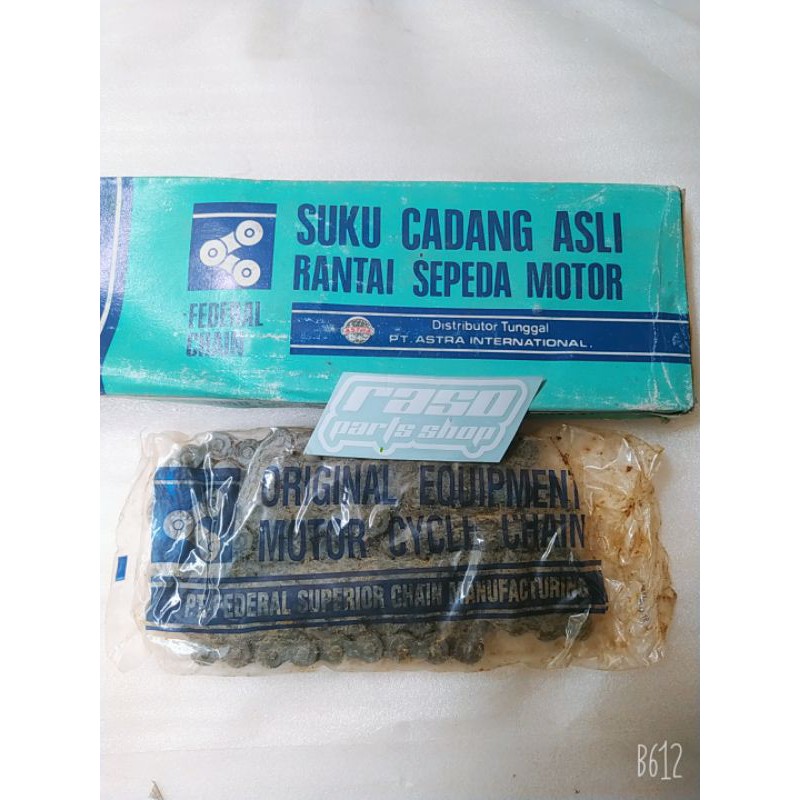 SUKU CADANG ASLI
RANTAI SEPEDA MOTOR
FEDERAL
CHAIN
ASTRA
Distributor Tunggal
PT. ASTRA INTERNATIONAL.
raso
parts shop
ORIGINAL EQUIPMENT
MOTOR CYCLE CHAIN
PT FEDERAL SUPERIOR CHAIN MANUFACTURING
B612